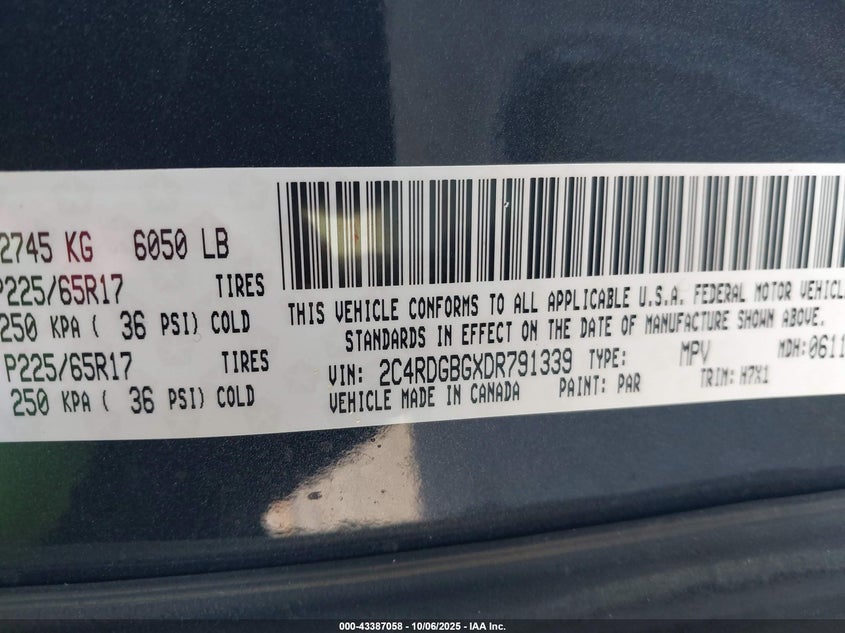 2745 KG 6050 LB
P225/65R17 TIRES
250 KPA ( 36 PSI) COLD
P225/65R17 TIRES
250 KPA ( 36 PSI) COLD
THIS VEHICLE CONFORMS TO ALL APPLICABLE U.S.A. FEDERAL MOTOR VEHICL
STANDARDS IN EFFECT ON THE DATE OF MANUFACTURE SHOWN ABOVE.
VIN: 2C4RDGBGXDR791339 TYPE: MPV MDH: 0611
VEHICLE MADE IN CANADA PAINT: PAR TRIM: H7X1
000-43387058 - 10/06/2025 - IAA Inc.